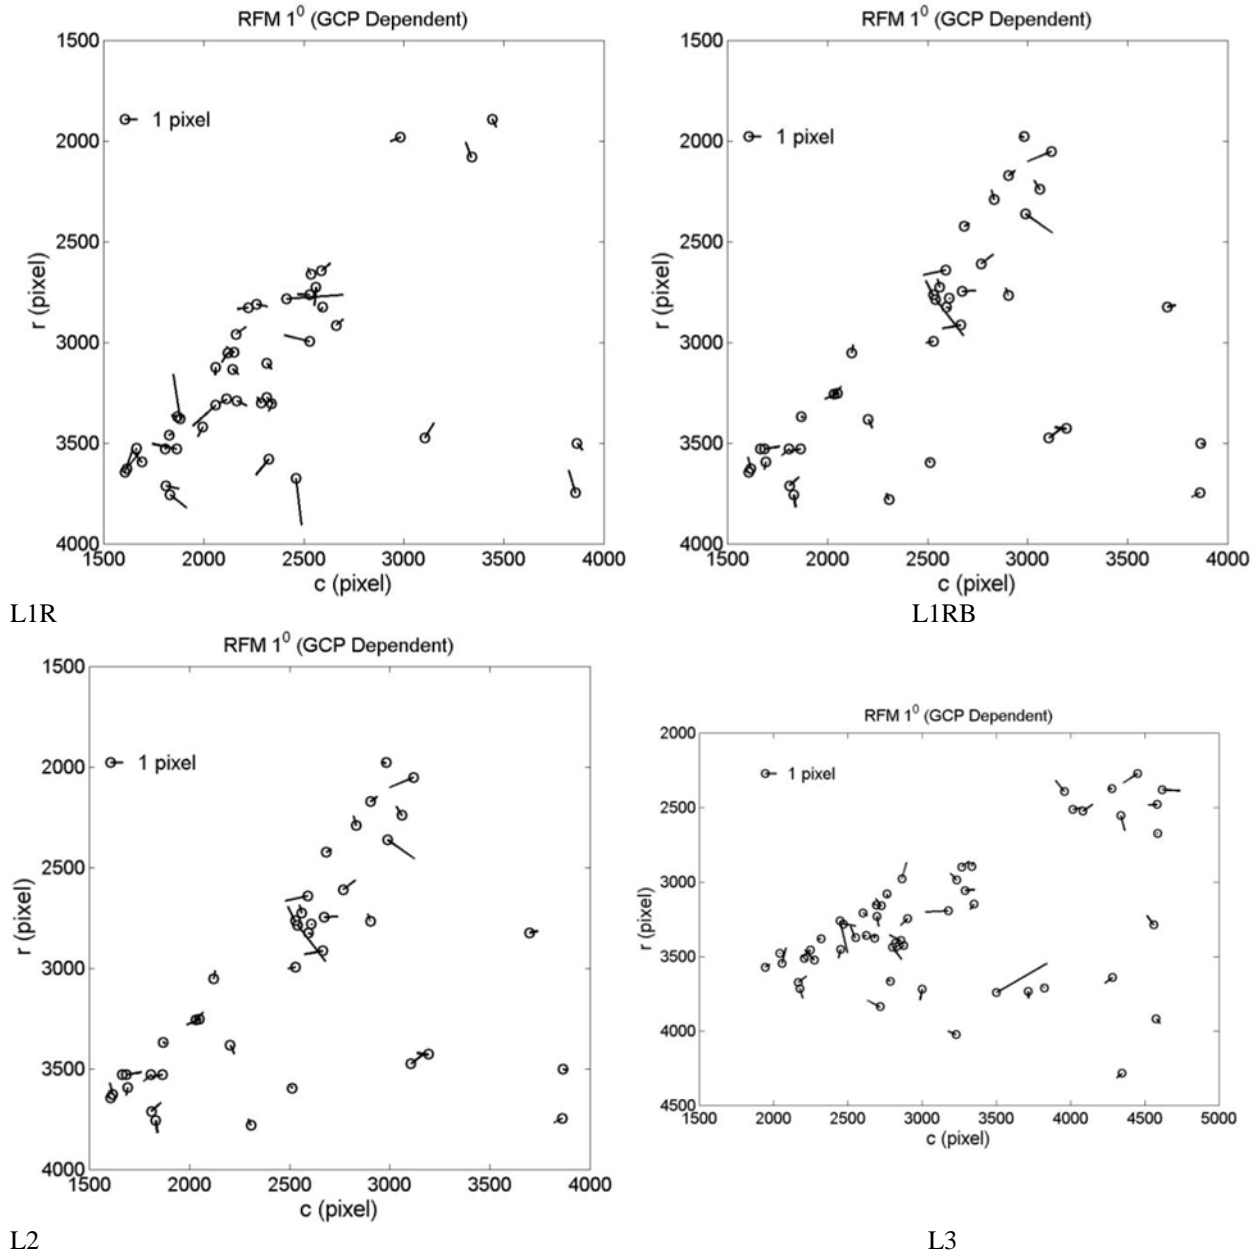 RFM 1⁰ (GCP Dependent)
1500
2000
2500
3000
3500
4000
r (pixel)
1 pixel
1500 2000 2500 3000 3500 4000
c (pixel)
L1R
RFM 1⁰ (GCP Dependent)
1500
2000
2500
3000
3500
4000
r (pixel)
1 pixel
1500 2000 2500 3000 3500 4000
c (pixel)
L1RB
RFM 1⁰ (GCP Dependent)
1500
2000
2500
3000
3500
4000
r (pixel)
1 pixel
1500 2000 2500 3000 3500 4000
c (pixel)
L2
RFM 1⁰ (GCP Dependent)
2000
2500
3000
3500
4000
4500
r (pixel)
1 pixel
1500 2000 2500 3000 3500 4000 4500 5000
c (pixel)
L3